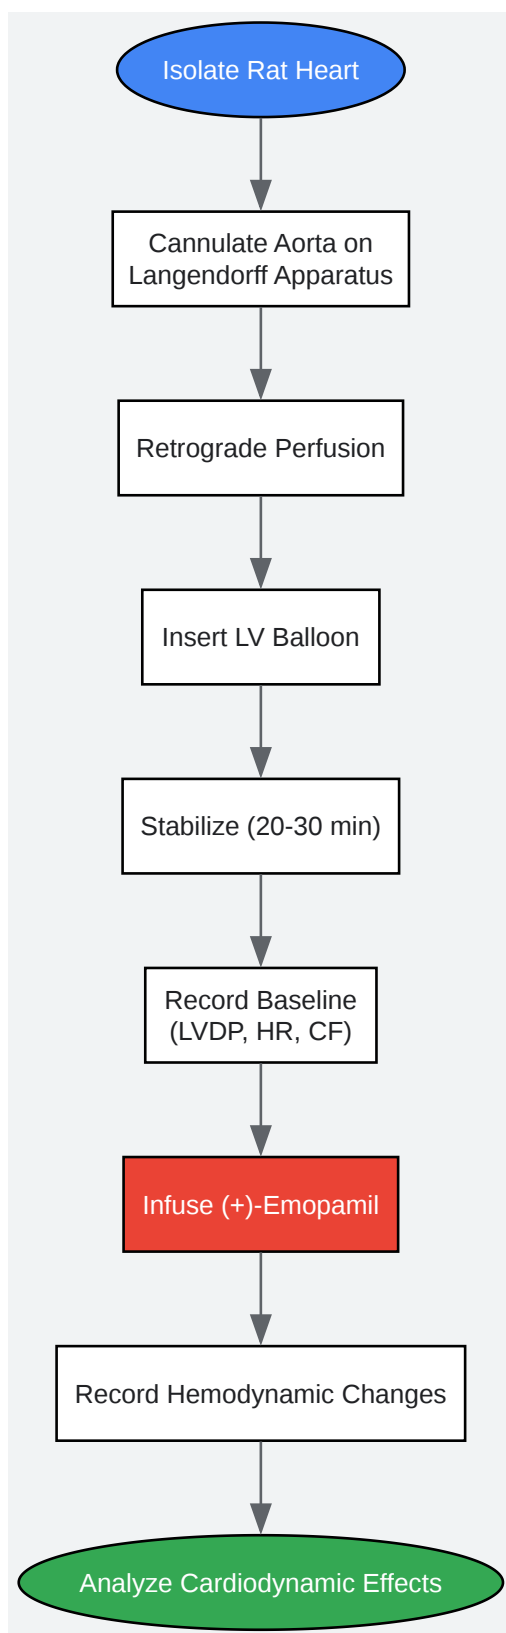 Isolate Rat Heart
Cannulate Aorta on
Langendorff Apparatus
Retrograde Perfusion
Insert LV Balloon
Stabilize (20-30 min)
Record Baseline
(LVDP, HR, CF)
Infuse (+)-Emopamil
Record Hemodynamic Changes
Analyze Cardiodynamic Effects